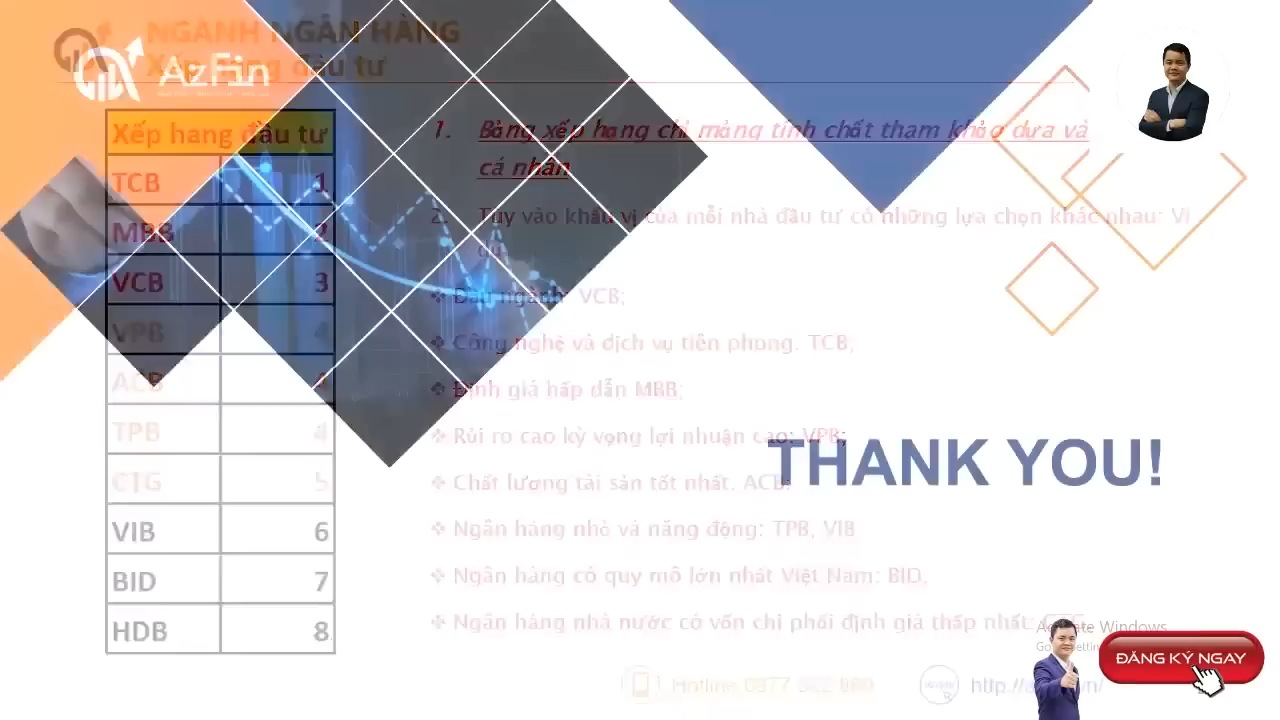 NGÀNH NGÂN HÀNG
Xếp hạng đầu tư
AzFin
Xếp hạng đầu tư
TCB 1
MBB 2
VCB 3
VPB 4
ACB 4
TPB 4
CTG 5
VIB 6
BID 7
HDB 8
1. Bảng xếp hạng chỉ mang tính chất tham khảo dựa và
cá nhân
2. Tùy vào khẩu vị của mỗi nhà đầu tư có những lựa chọn khác nhau: Ví
dụ
❖ Đầu ngành: VCB;
❖ Công nghệ và dịch vụ tiên phong: TCB;
❖ Định giá hấp dẫn MBB;
❖ Rủi ro cao kỳ vọng lợi nhuận cao: VPB;
❖ Chất lượng tài sản tốt nhất: ACB;
❖ Ngân hàng nhỏ và năng động: TPB, VIB
❖ Ngân hàng có quy mô lớn nhất Việt Nam: BID;
❖ Ngân hàng nhà nước có vốn chi phối định giá thấp nhất:
THANK YOU!
Activate Windows
ĐĂNG KÝ NGAY
Hotline